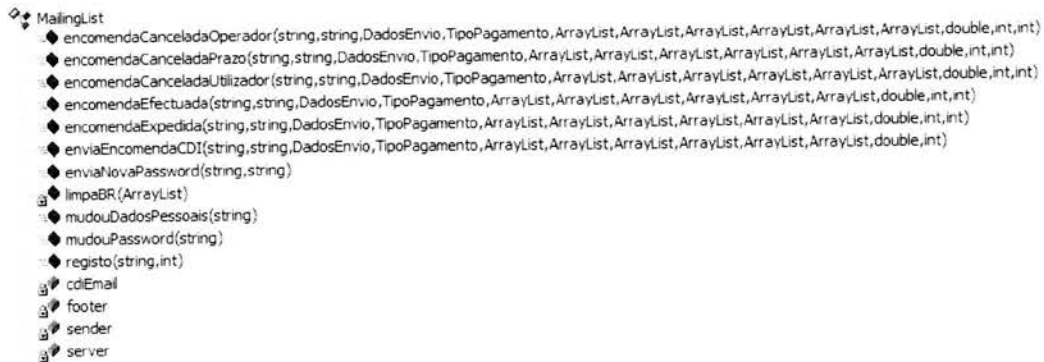 MailingList
encomendaCanceladaOperador(string,string,DadosEnvio,TipoPagamento,ArrayList,ArrayList,ArrayList,ArrayList,ArrayList,ArrayList,double,int,int)
encomendaCanceladaPrazo(string,string,DadosEnvio,TipoPagamento,ArrayList,ArrayList,ArrayList,ArrayList,ArrayList,ArrayList,double,int,int)
encomendaCanceladaUtilizador(string,string,DadosEnvio,TipoPagamento,ArrayList,ArrayList,ArrayList,ArrayList,ArrayList,ArrayList,double,int,int)
encomendaEfectuada(string,string,DadosEnvio,TipoPagamento,ArrayList,ArrayList,ArrayList,ArrayList,ArrayList,ArrayList,double,int,int)
encomendaExpedida(string,string,DadosEnvio,TipoPagamento,ArrayList,ArrayList,ArrayList,ArrayList,ArrayList,ArrayList,double,int,int)
enviaEncomendaCDI(string,string,DadosEnvio,TipoPagamento,ArrayList,ArrayList,ArrayList,ArrayList,ArrayList,ArrayList,double,int)
enviaNovaPassword(string,string)
limpaBR(ArrayList)
mudouDadosPessoais(string)
mudouPassword(string)
registo(string,int)
cdiEmail
footer
sender
server